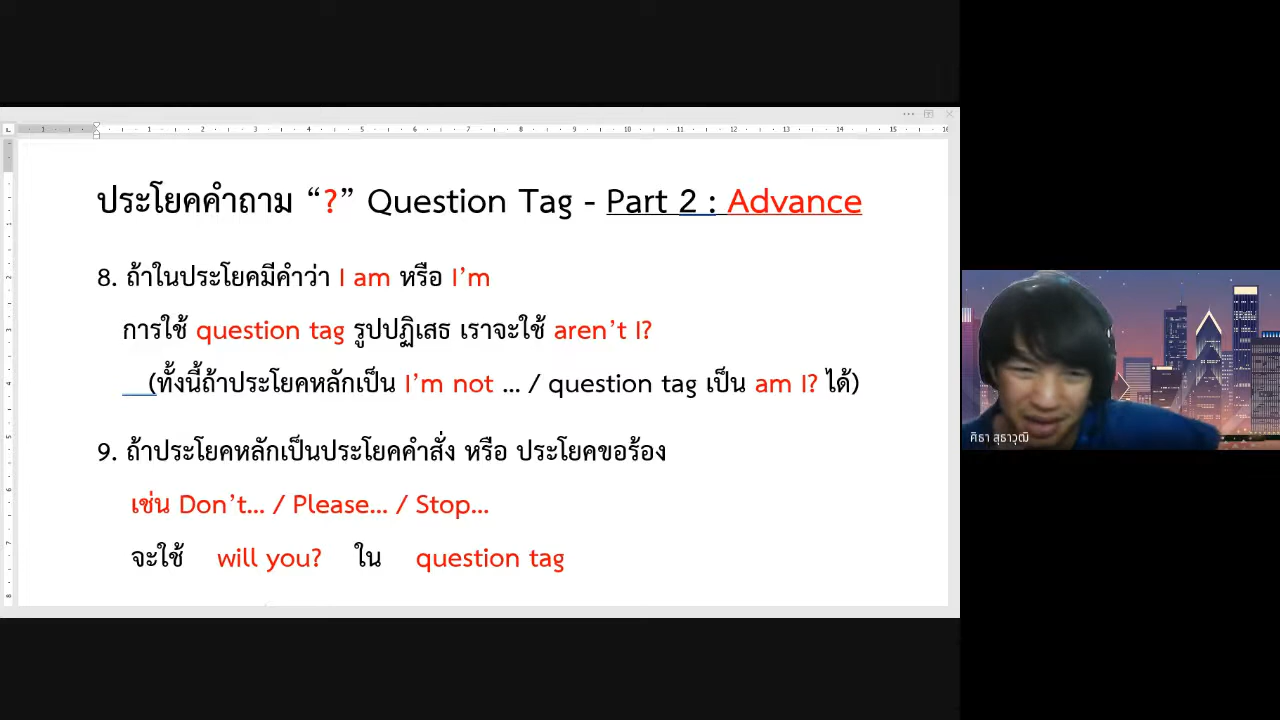 ประโยคคำถาม “?” Question Tag - Part 2 : Advance
8. ถ้าในประโยคมีคำว่า I am หรือ I’m
การใช้ question tag รูปปฏิเสธ เราจะใช้ aren’t I?
(ทั้งนี้ถ้าประโยคหลักเป็น I’m not ... / question tag เป็น am I? ได้)
9. ถ้าประโยคหลักเป็นประโยคคำสั่ง หรือ ประโยคขอร้อง
เช่น Don’t... / Please... / Stop...
จะใช้ will you? ใน question tag
ศิธา สุธาวุฒิ